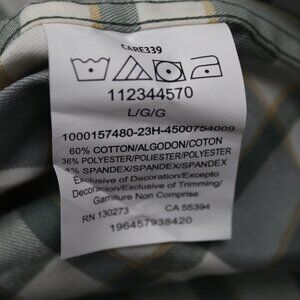 CARE339
112344570
L/G/G
1000157480-23H-4500754009
60% COTTON/ALGODON/COTON
36% POLYESTER/POLIESTER/POLYESTER
4% SPANDEX/SPANDEX/SPANDEX
Exclusive of Decoration/Excepto
Decoracion/Exclusive of Trimming/
Garniture Non Comprise
RN 130273 CA 55394
196457938420